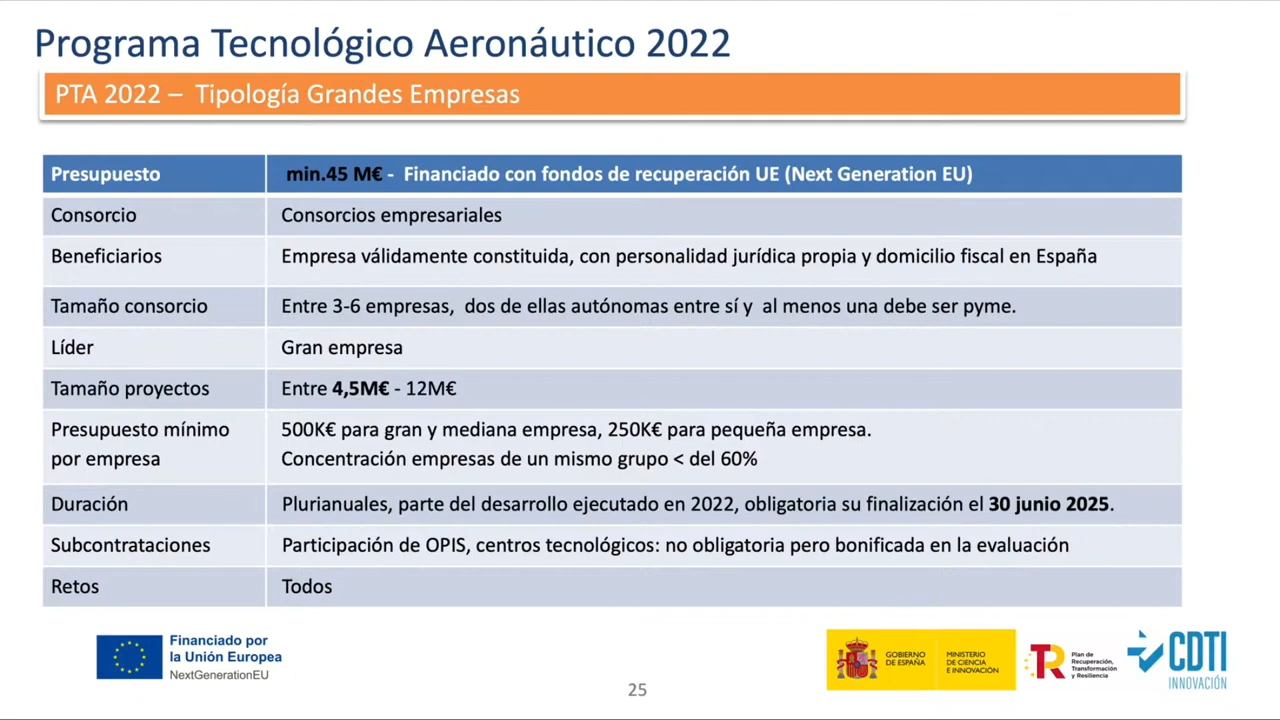 Programa Tecnológico Aeronáutico 2022
PTA 2022 – Tipología Grandes Empresas
Presupuesto min.45 M€ - Financiado con fondos de recuperación UE (Next Generation EU)
Consorcio Consorcios empresariales
Beneficiarios Empresa válidamente constituida, con personalidad jurídica propia y domicilio fiscal en España
Tamaño consorcio Entre 3-6 empresas, dos de ellas autónomas entre sí y al menos una debe ser pyme.
Líder Gran empresa
Tamaño proyectos Entre 4,5M€ - 12M€
Presupuesto mínimo 500K€ para gran y mediana empresa, 250K€ para pequeña empresa.
por empresa Concentración empresas de un mismo grupo < del 60%
Duración Plurianuales, parte del desarrollo ejecutado en 2022, obligatoria su finalización el 30 junio 2025.
Subcontrataciones Participación de OPIS, centros tecnológicos: no obligatoria pero bonificada en la evaluación
Retos Todos
Financiado por
la Unión Europea
NextGenerationEU
25
GOBIERNO
DE ESPAÑA
MINISTERIO
DE CIENCIA
E INNOVACIÓN
TR
Plan de
Recuperación,
Transformación
y Resiliencia
CDTI
INNOVACIÓN